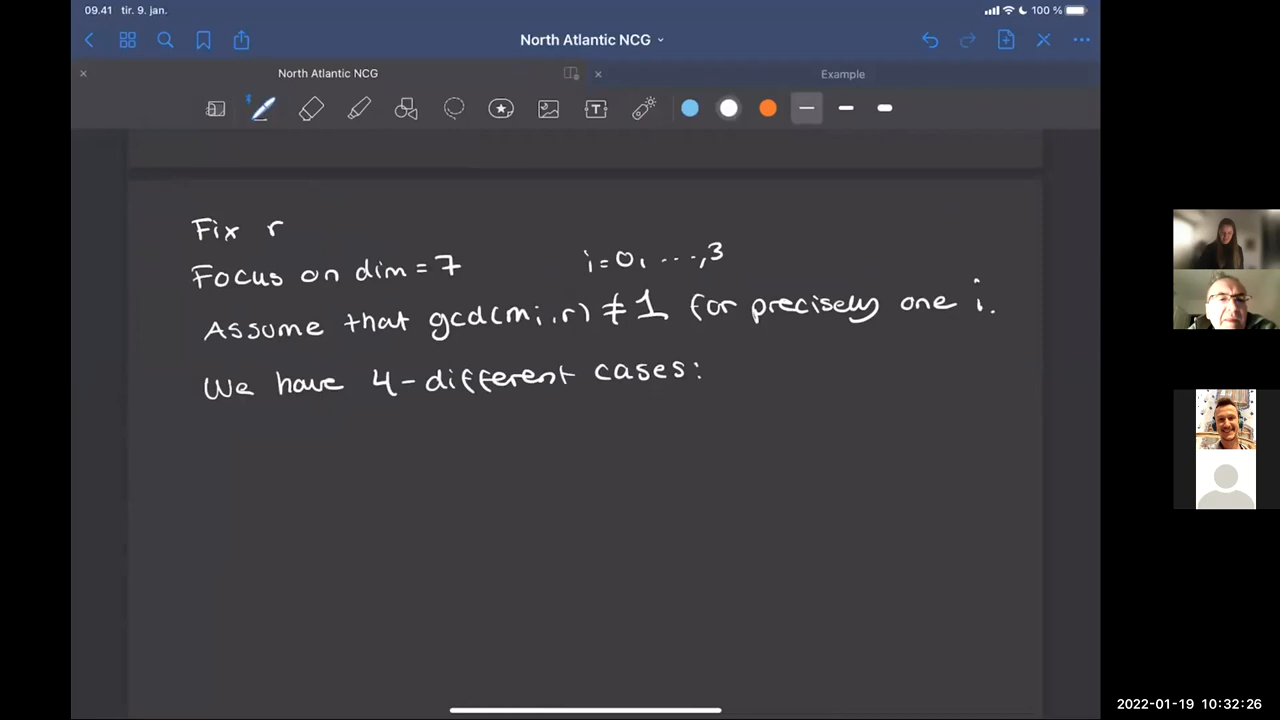 09.41 tir. 9. jan.
100 %
North Atlantic NCG
North Atlantic NCG
Example
Fix r
Focus on dim = 7 i=0, ...,3
Assume that gcd(mi,r) ≠ 1 for precisely one i.
We have 4-different cases:
2022-01-19 10:32:26